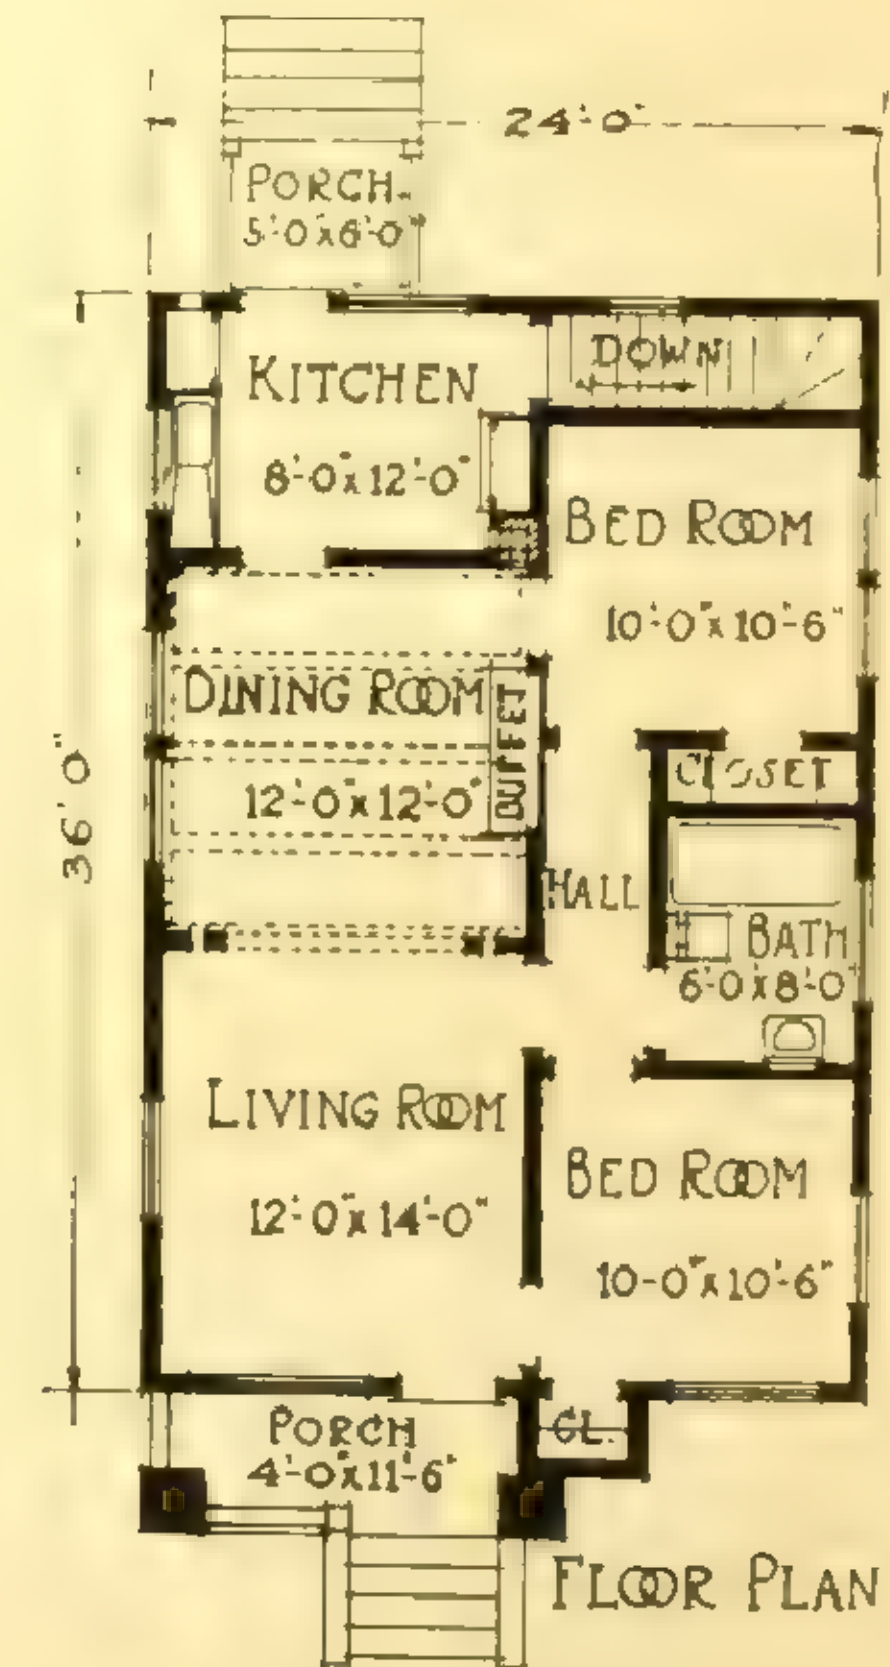 24'-0"
PORCH
5'-0"x6'-0"
KITCHEN
8'-0"x12'-0"
DOWN
BED ROOM
10'-0"x10'-6"
DINING ROOM
12'-0"x12'-0"
BUFFET
36'0"
CLOSET
HALL
BATH
6'-0"x8'-0"
LIVING ROOM
12'-0"x14'-0"
BED ROOM
10-0"x10'-6"
PORCH
4'-0"x11'-6"
CL.
FLOOR PLAN